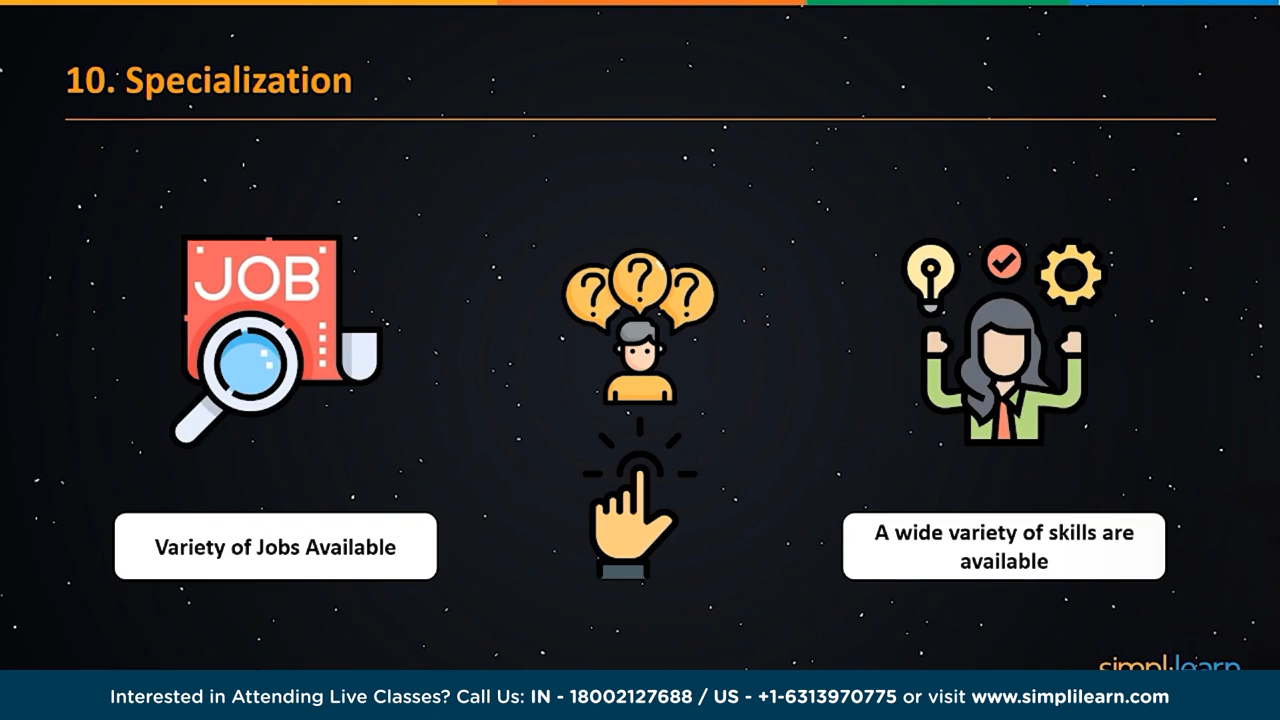 10. Specialization
JOB
? ? ?
Variety of Jobs Available
A wide variety of skills are
available
simplilearn
Interested in Attending Live Classes? Call Us: IN - 18002127688 / US - +1-6313970775 or visit www.simplilearn.com